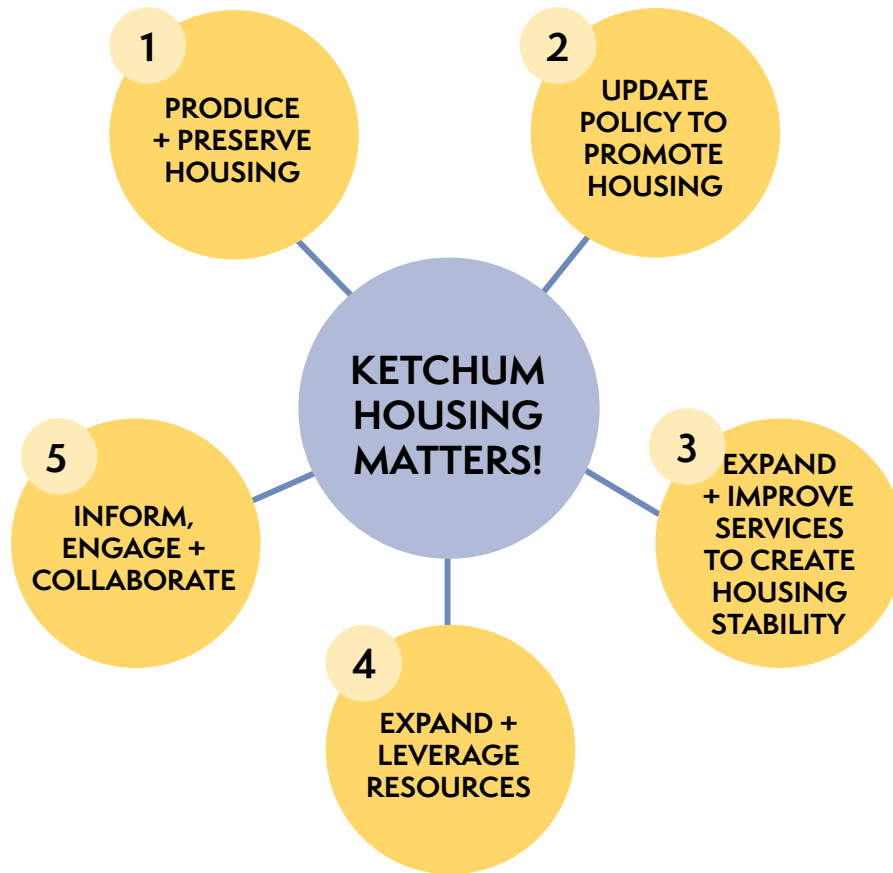 1
PRODUCE
+ PRESERVE
HOUSING
2
UPDATE
POLICY TO
PROMOTE
HOUSING
KETCHUM
HOUSING
MATTERS!
3
EXPAND
+ IMPROVE
SERVICES
TO CREATE
HOUSING
STABILITY
4
EXPAND +
LEVERAGE
RESOURCES
5
INFORM,
ENGAGE +
COLLABORATE